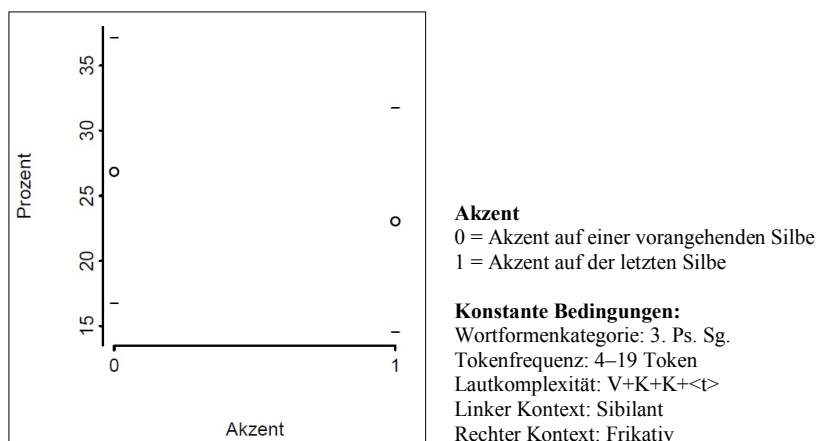 Prozent
35
30
25
20
15
0
1
Akzent
Akzent
0 = Akzent auf einer vorangehenden Silbe
1 = Akzent auf der letzten Silbe
Konstante Bedingungen:
Wortformenkategorie: 3. Ps. Sg.
Tokenfrequenz: 4–19 Token
Lautkomplexität: V+K+K+<t>
Linker Kontext: Sibilant
Rechter Kontext: Frikativ